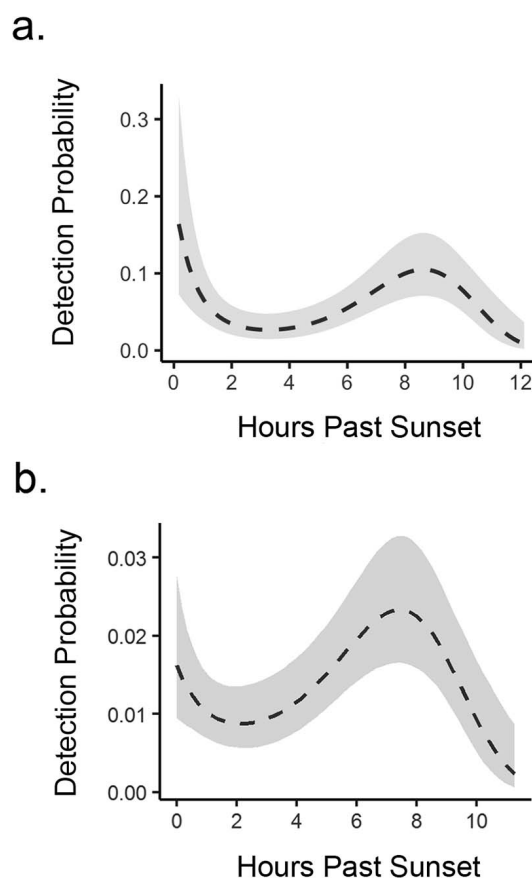 a.
Detection Probability
0.3
0.2
0.1
0.0
0 2 4 6 8 10 12
Hours Past Sunset
b.
Detection Probability
0.03
0.02
0.01
0.00
0 2 4 6 8 10
Hours Past Sunset